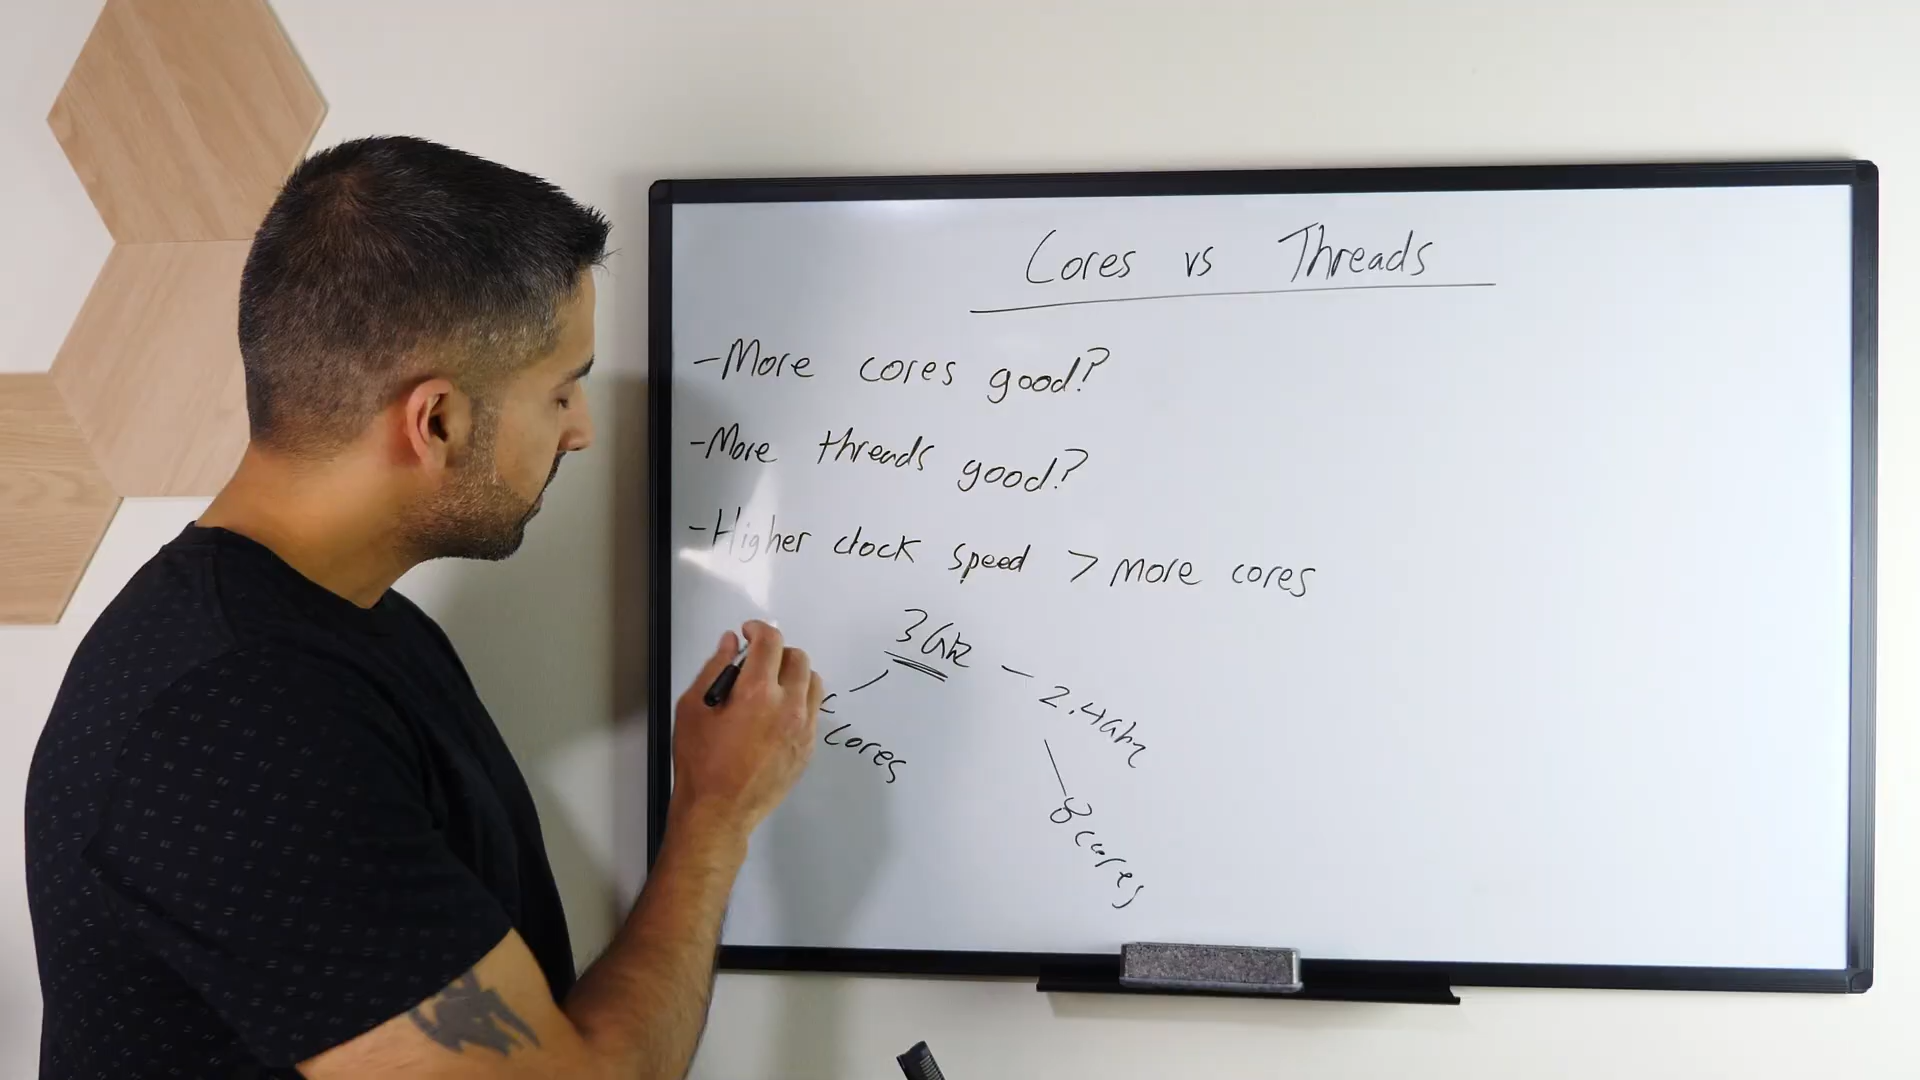 Cores vs Threads
-More cores good?
-More threads good?
-Higher clock speed > more cores
3Ghz - 2.4Ghz
cores
8 cores